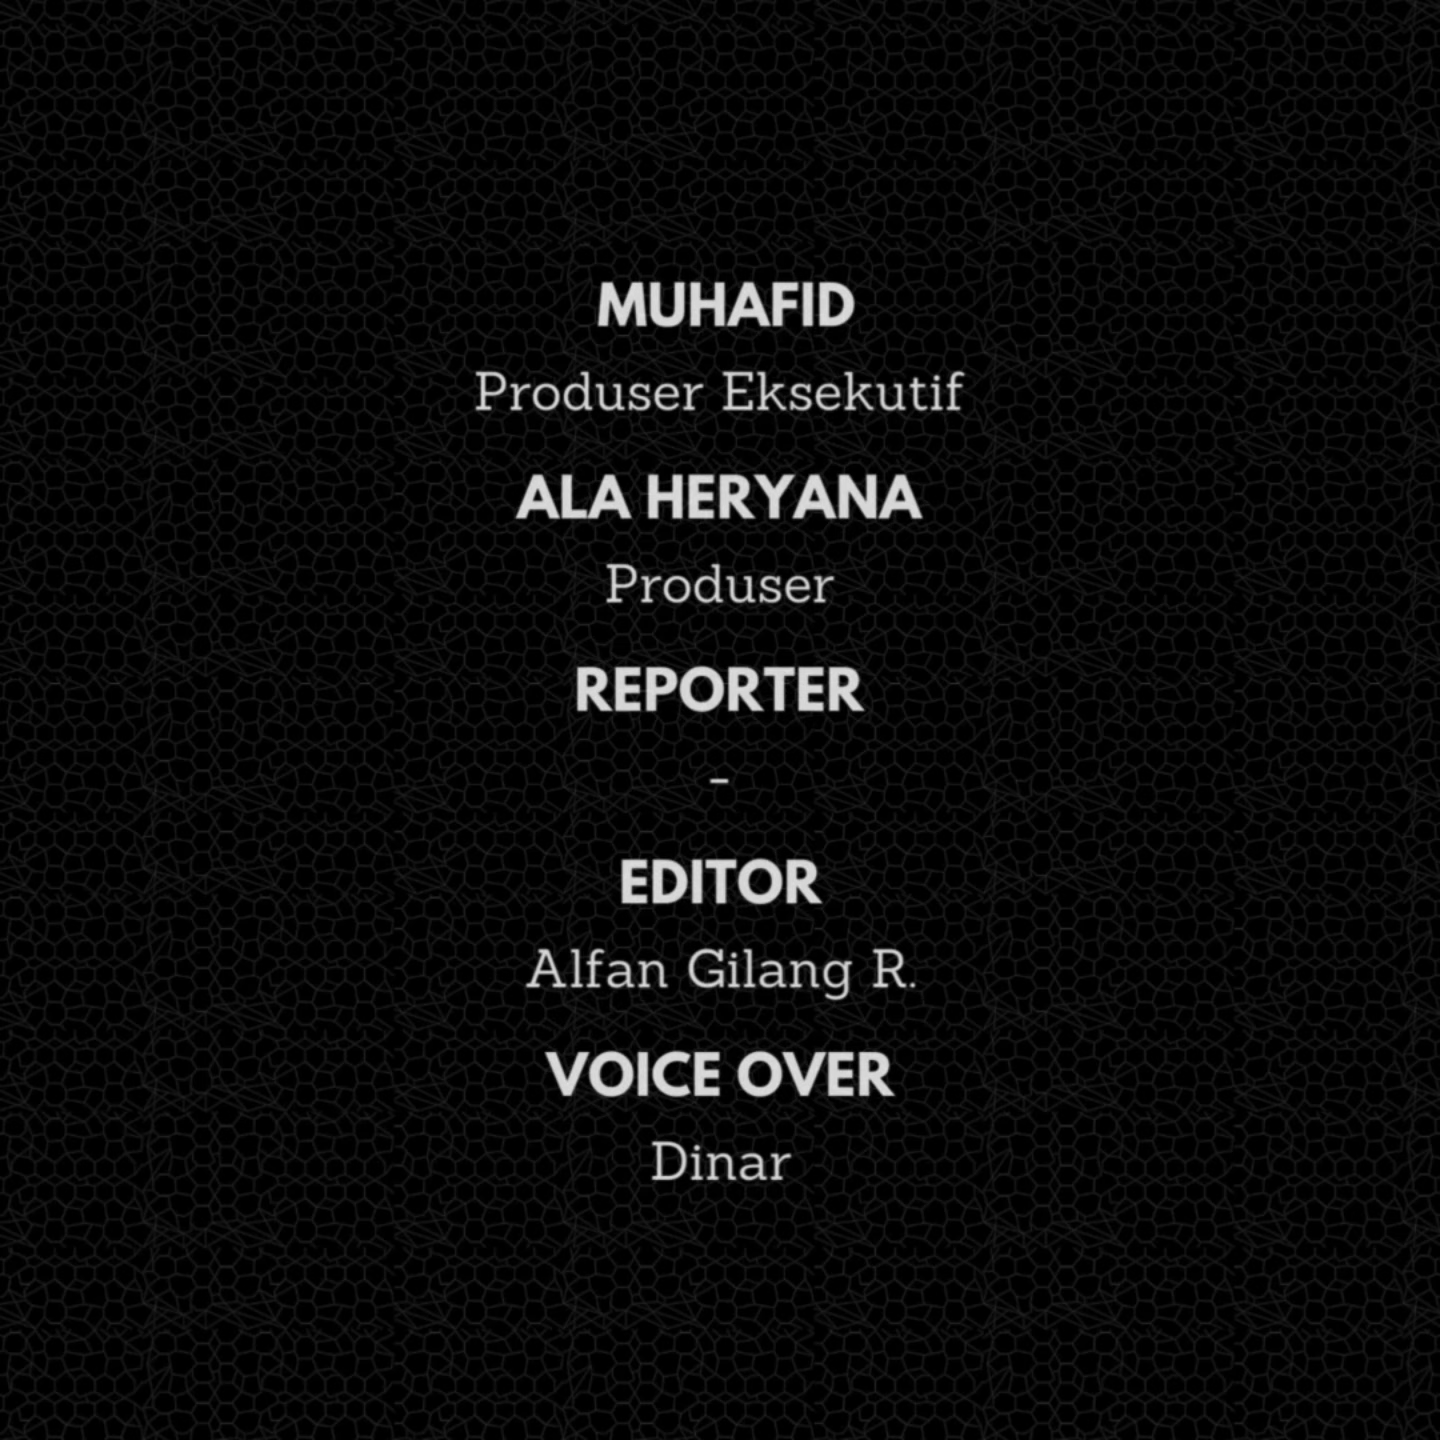 MUHAFID
Produser Eksekutif
ALA HERYANA
Produser
REPORTER
-
EDITOR
Alfan Gilang R.
VOICE OVER
Dinar